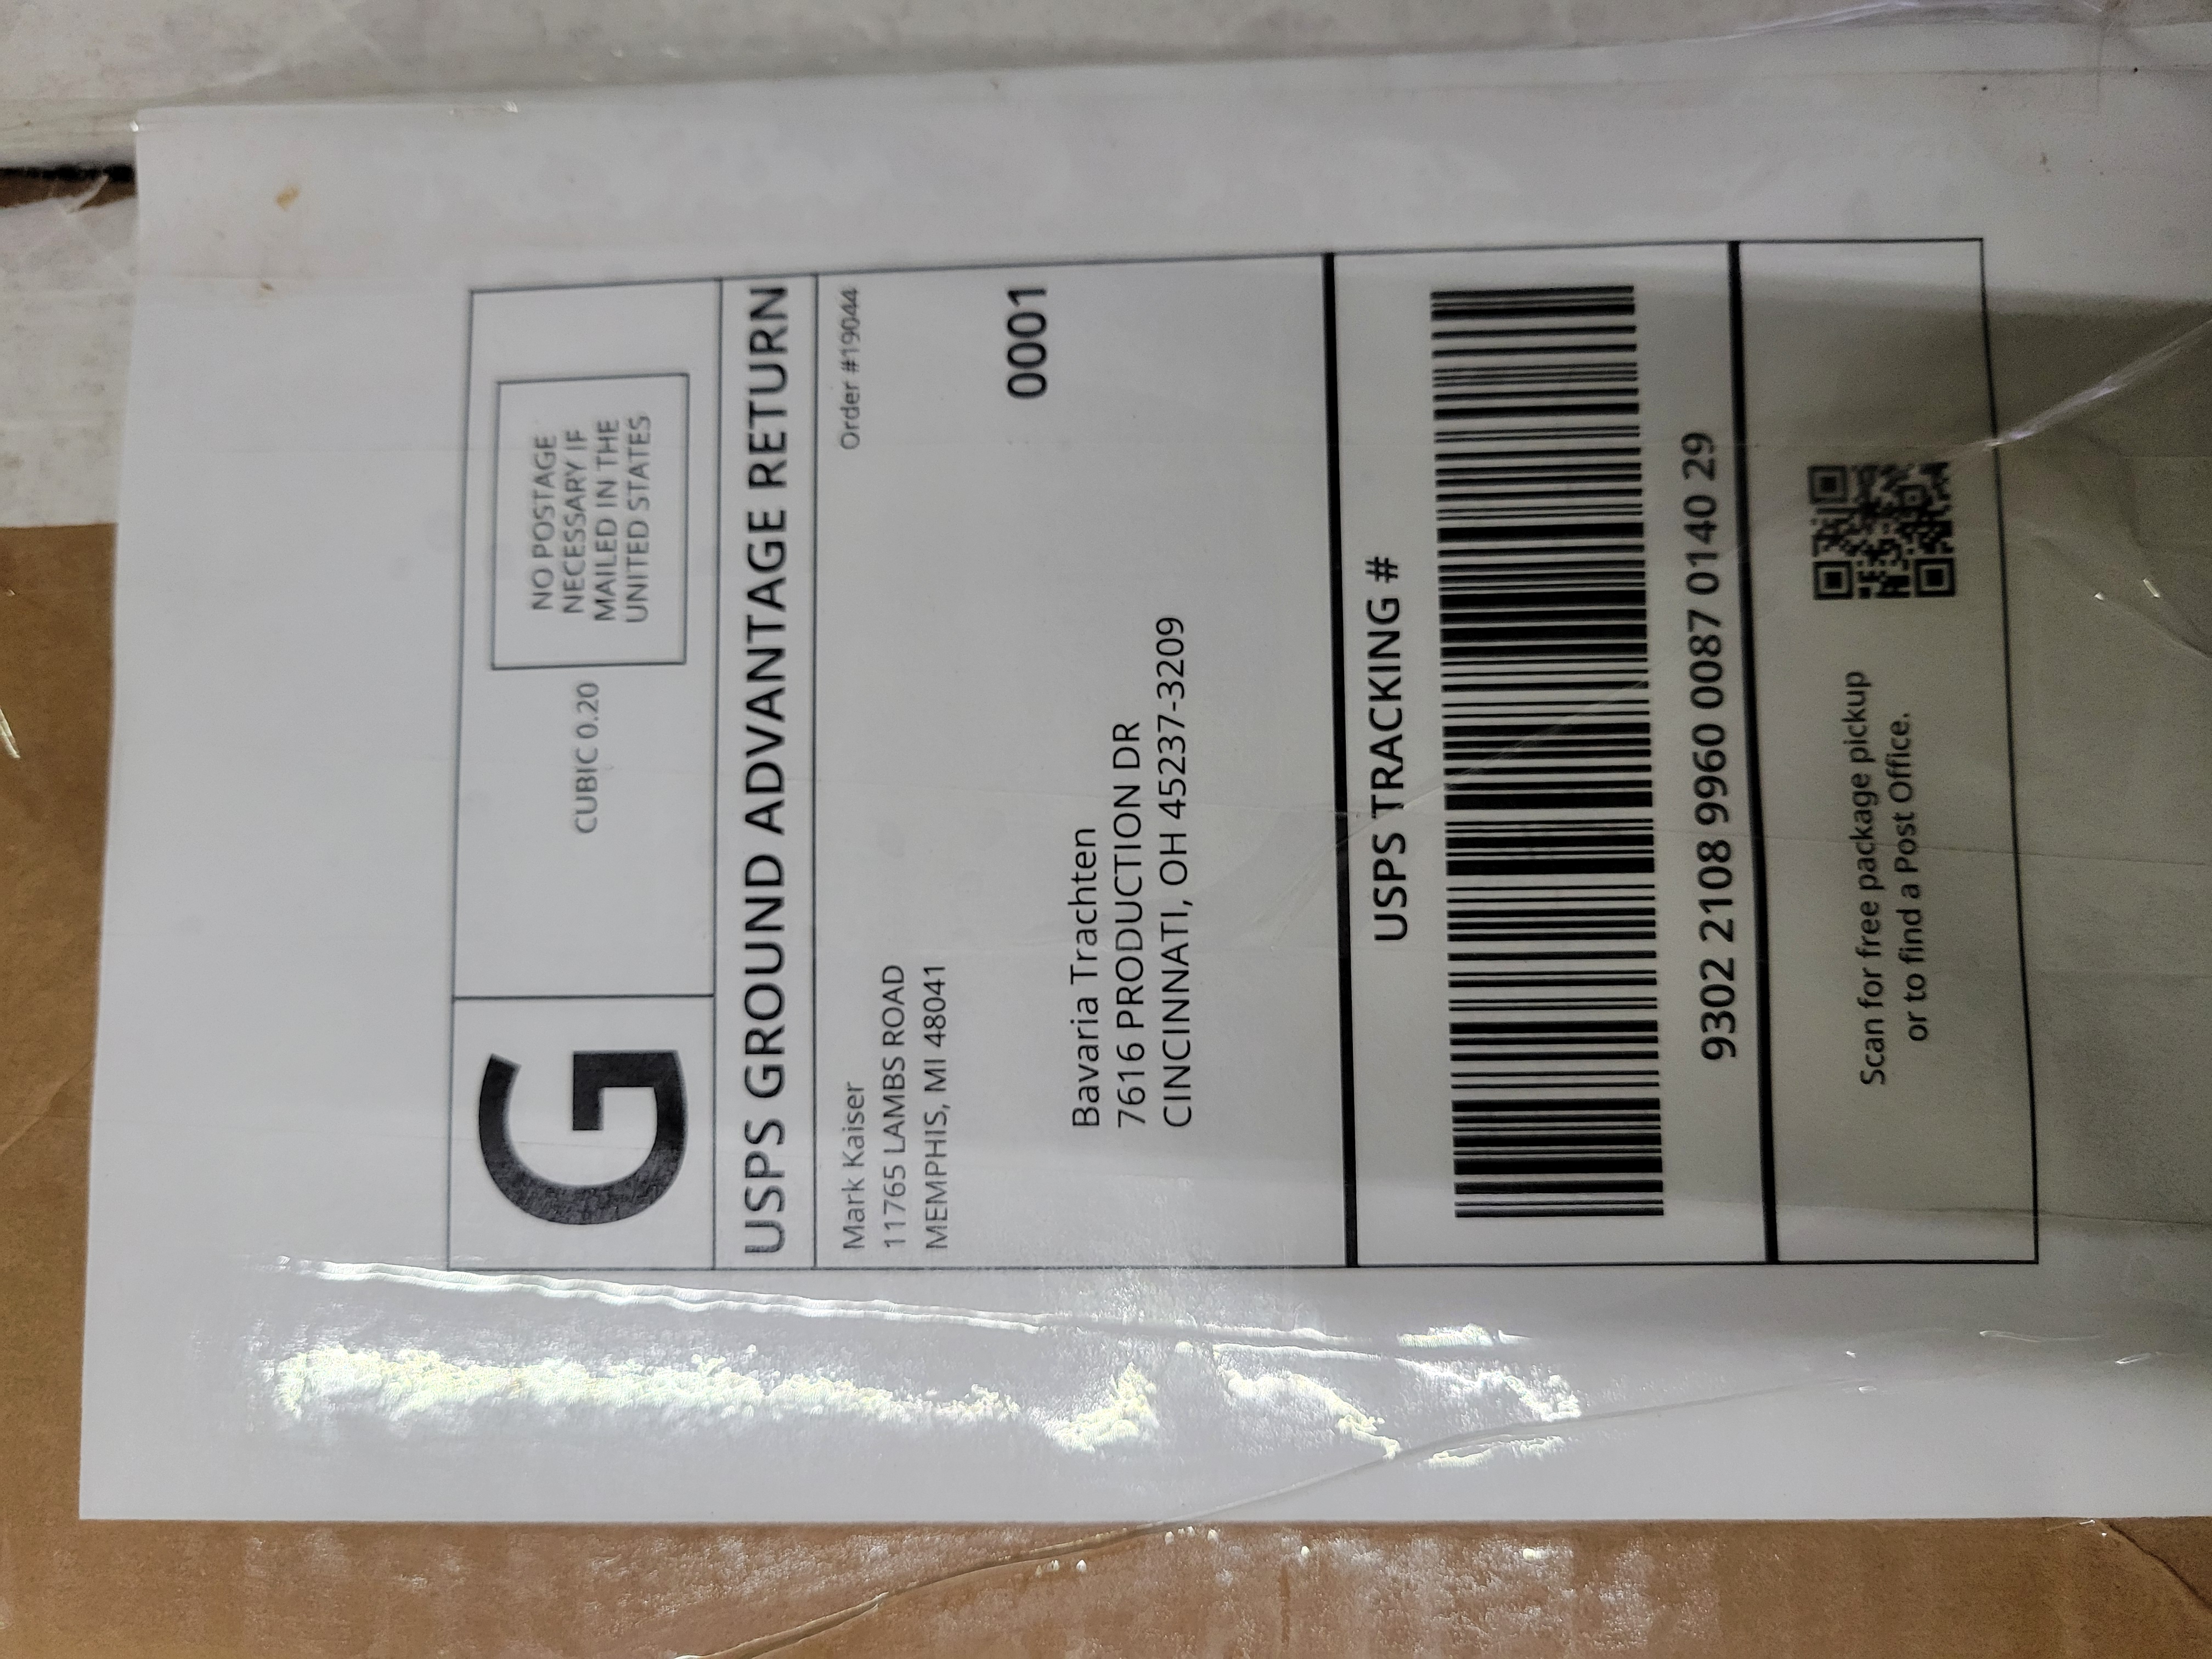 G
CUBIC 0.20
NO POSTAGE
NECESSARY IF
MAILED IN THE
UNITED STATES
USPS GROUND ADVANTAGE RETURN
Mark Kaiser
11765 LAMBS ROAD
MEMPHIS, MI 48041
Order #19044
0001
Bavaria Trachten
7616 PRODUCTION DR
CINCINNATI, OH 45237-3209
USPS TRACKING #
9302 2108 9960 0087 0140 29
Scan for free package pickup
or to find a Post Office.